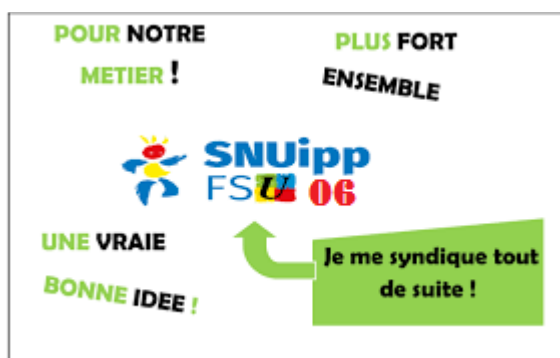 POUR NOTRE
METIER !
PLUS FORT
ENSEMBLE
SNUipp
FSU 06
UNE VRAIE
BONNE IDEE !
Je me syndique tout
de suite !